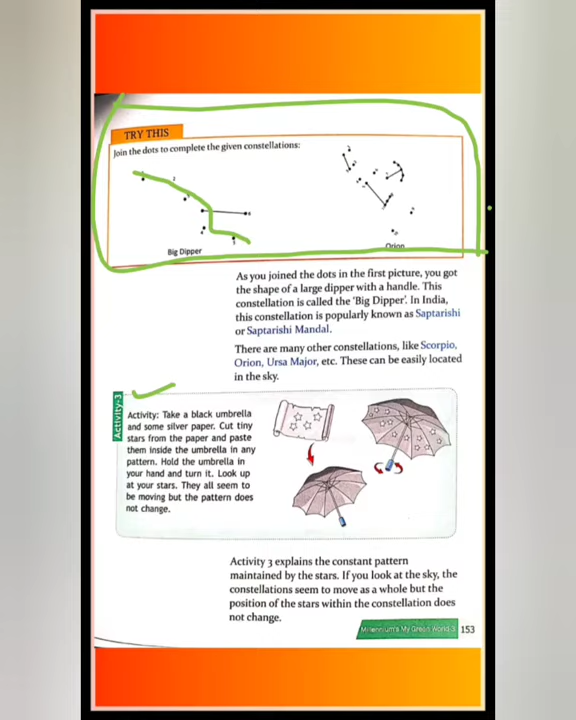 TRY THIS
Join the dots to complete the given constellations:
Big Dipper
Orion
As you joined the dots in the first picture, you got
the shape of a large dipper with a handle. This
constellation is called the 'Big Dipper'. In India,
this constellation is popularly known as Saptarishi
or Saptarishi Mandal.
There are many other constellations, like Scorpio,
Orion, Ursa Major, etc. These can be easily located
in the sky.
Activity-3
Activity: Take a black umbrella
and some silver paper. Cut tiny
stars from the paper and paste
them inside the umbrella in any
pattern. Hold the umbrella in
your hand and turn it. Look up
at your stars. They all seem to
be moving but the pattern does
not change.
Activity 3 explains the constant pattern
maintained by the stars. If you look at the sky, the
constellations seem to move as a whole but the
position of the stars within the constellation does
not change.
Millennium's My Green World-3 153